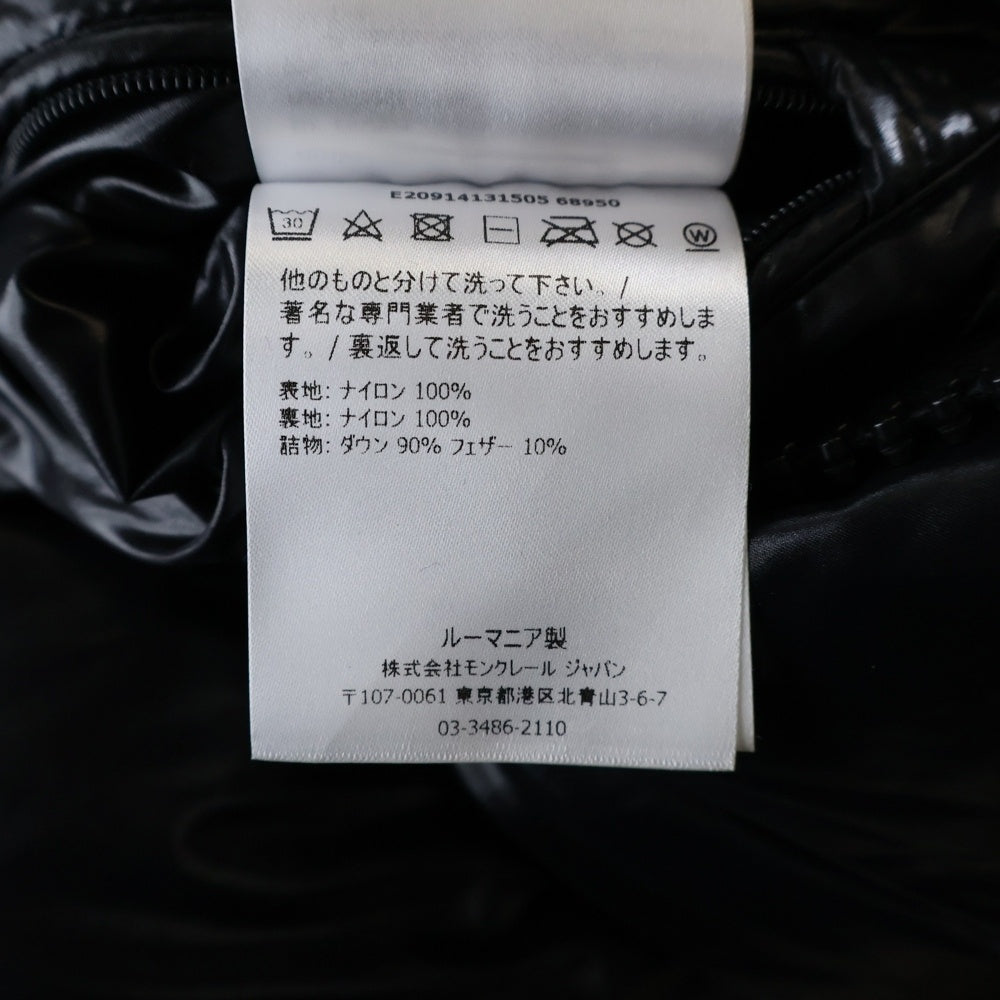 E20914131505 68950
30 W
他のものと分けて洗って下さい。/
著名な専門業者で洗うことをおすすめしま
す。/ 裏返して洗うことをおすすめします。
表地: ナイロン 100%
裏地: ナイロン 100%
詰物: ダウン 90% フェザー 10%
ルーマニア製
株式会社モンクレール ジャパン
〒107-0061 東京都港区北青山3-6-7
03-3486-2110